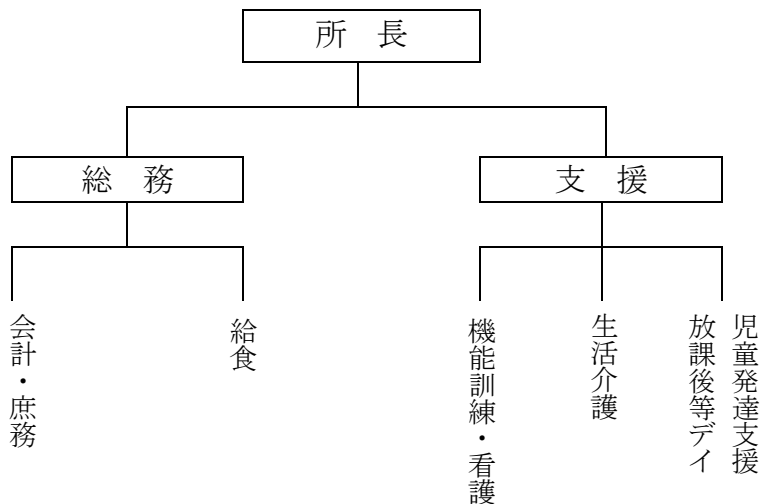 所　長
総　務
支　援
会計・庶務
給食
機能訓練・看護
生活介護
児童発達支援
放課後等デイ